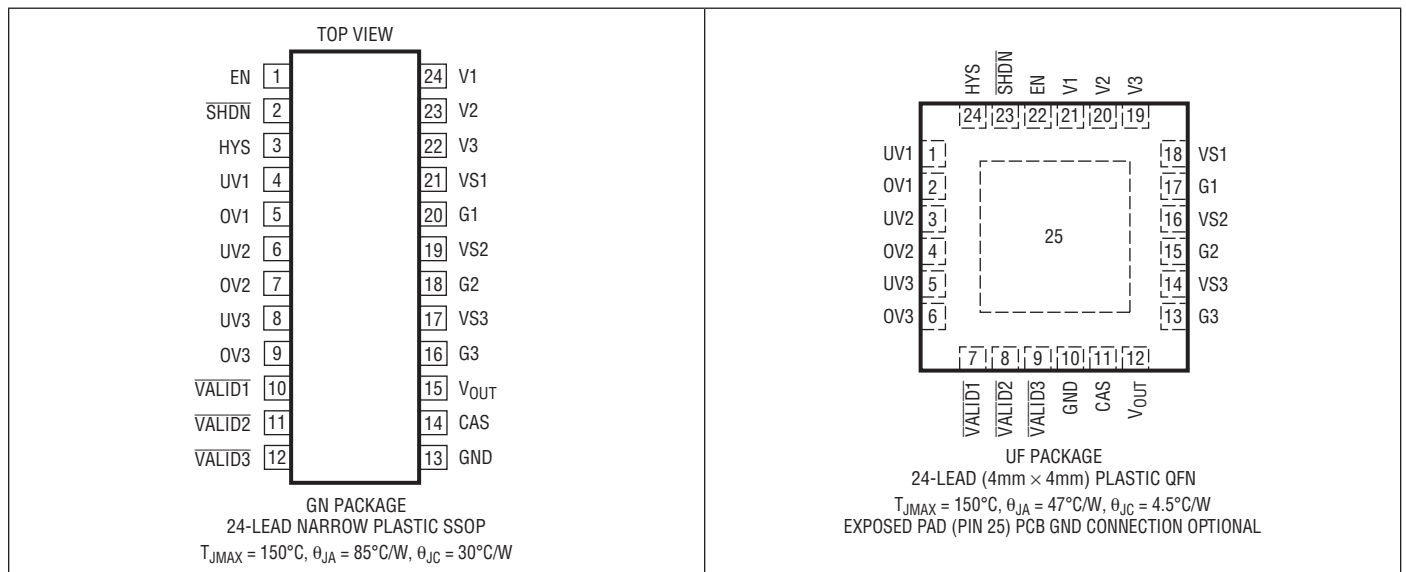 TOP VIEW
EN 1 24 V1
SHDN 2 23 V2
HYS 3 22 V3
UV1 4 21 VS1
OV1 5 20 G1
UV2 6 19 VS2
OV2 7 18 G2
UV3 8 17 VS3
OV3 9 16 G3
VALID1 10 15 VOUT
VALID2 11 14 CAS
VALID3 12 13 GND
GN PACKAGE
24-LEAD NARROW PLASTIC SSOP
TJMAX = 150°C, θJA = 85°C/W, θJC = 30°C/W
HYS SHDN EN V1 V2 V3
24 23 22 21 20 19
UV1 1 18 VS1
OV1 2 17 G1
UV2 3 16 VS2
25
OV2 4 15 G2
UV3 5 14 VS3
OV3 6 13 G3
7 8 9 10 11 12
VALID1 VALID2 VALID3 GND CAS VOUT
UF PACKAGE
24-LEAD (4mm × 4mm) PLASTIC QFN
TJMAX = 150°C, θJA = 47°C/W, θJC = 4.5°C/W
EXPOSED PAD (PIN 25) PCB GND CONNECTION OPTIONAL